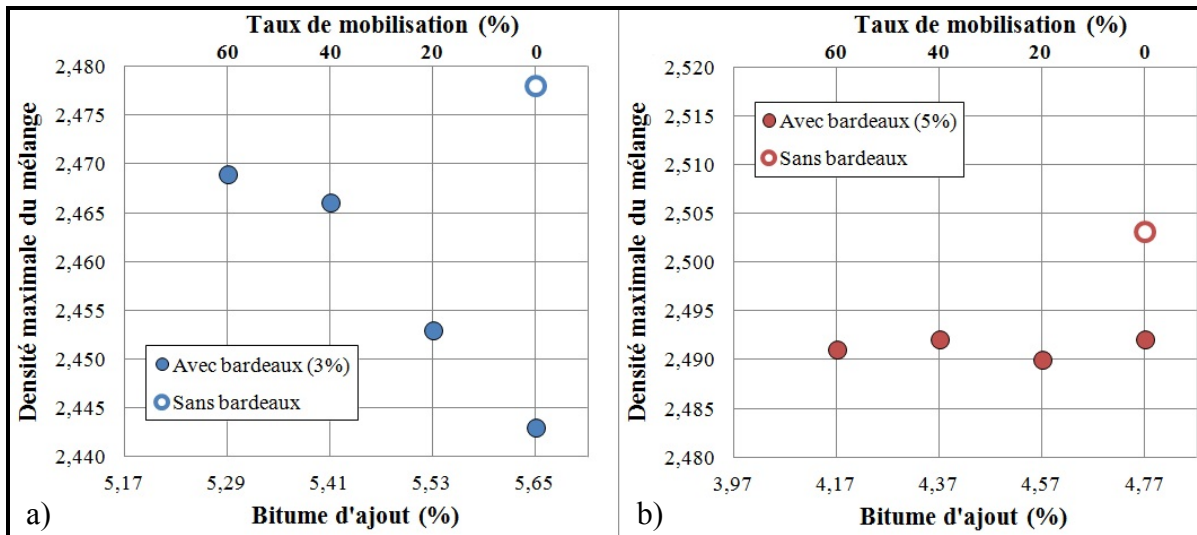 Taux de mobilisation (%)
60 40 20 0
Densité maximale du mélange
2,480
2,475
2,470
2,465
2,460
2,455
2,450
2,445
2,440
Avec bardeaux (3%)
Sans bardeaux
5,17 5,29 5,41 5,53 5,65
Bitume d'ajout (%)
a)
Taux de mobilisation (%)
60 40 20 0
Densité maximale du mélange
2,520
2,515
2,510
2,505
2,500
2,495
2,490
2,485
2,480
Avec bardeaux (5%)
Sans bardeaux
3,97 4,17 4,37 4,57 4,77
Bitume d'ajout (%)
b)